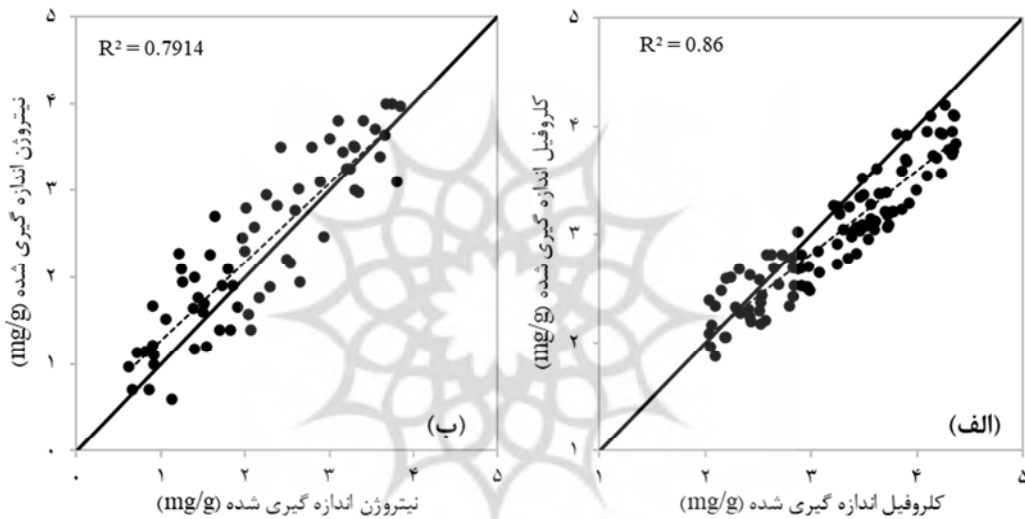 R² = 0.86
کلروفیل اندازه گیری شده (mg/g)
۵
۴
۳
۲
۱
(الف)
۱
۲
۳
۴
۵
کلروفیل اندازه گیری شده (mg/g)
R² = 0.7914
نیتروژن اندازه گیری شده (mg/g)
۵
۴
۳
۲
۱
۰
(ب)
۰
۱
۲
۳
۴
۵
نیتروژن اندازه گیری شده (mg/g)